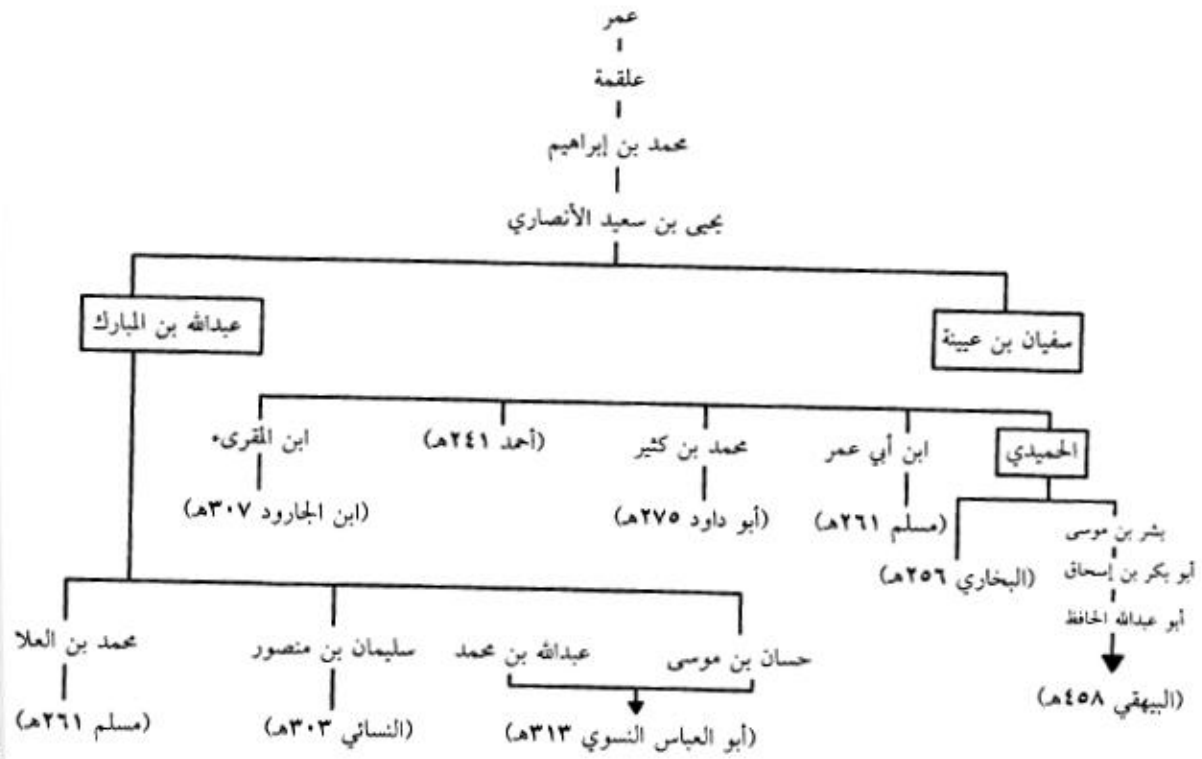 عمر
علقمة
محمد بن إبراهيم
يحيى بن سعيد الأنصاري
سفيان بن عيينة
عبدالله بن المبارك
الحميدي
ابن أبي عمر
محمد بن كثير
(أحمد ٢٤١هـ)
ابن المقرىء
(مسلم ٢٦١هـ)
(أبو داود ٢٧٥هـ)
(ابن الجارود ٣٠٧هـ)
بشر بن موسى
أبو بكر بن إسحاق
أبو عبدالله الحافظ
(البيهقي ٤٥٨هـ)
(البخاري ٢٥٦هـ)
حسان بن موسى
عبدالله بن محمد
سليمان بن منصور
محمد بن العلا
(أبو العباس النسوي ٣١٣هـ)
(النسائي ٣٠٣هـ)
(مسلم ٢٦١هـ)